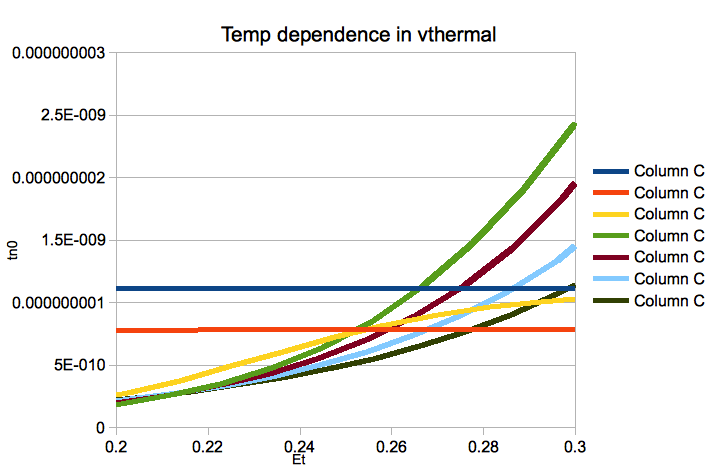 Temp dependence in vthermal
0.000000003
2.5E-009
0.000000002
1.5E-009
0.000000001
5E-010
0
tn0
0.2 0.22 0.24 0.26 0.28 0.3
Et
Column C
Column C
Column C
Column C
Column C
Column C
Column C